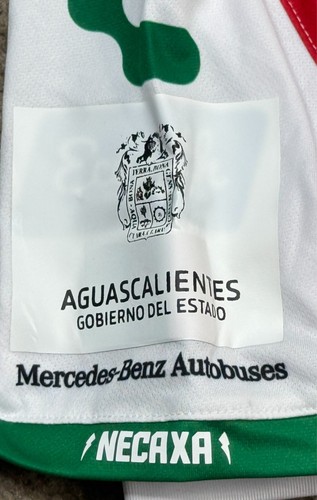 AGUASCALIENTES
GOBIERNO DEL ESTADO
Mercedes-Benz Autobuses
NECAXA